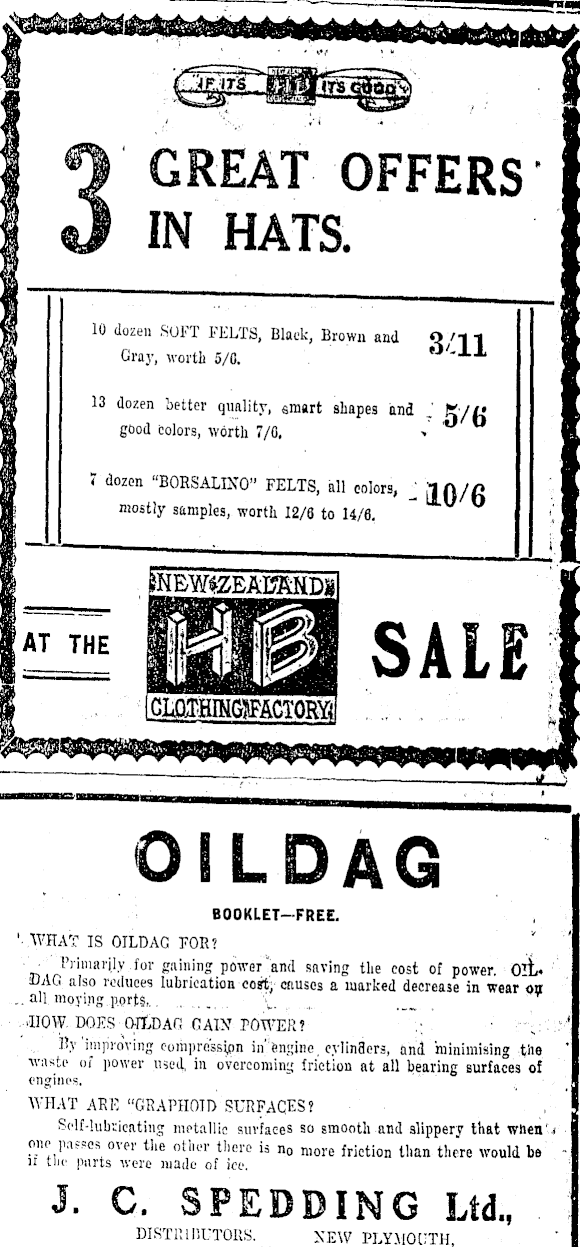 IF ITS HB ITS GOOD
3 GREAT OFFERS
IN HATS.
10 dozen SOFT FELTS, Black, Brown and
Gray, worth 5/6.
3/11
13 dozen better quality, smart shapes and
good colors, worth 7/6.
5/6
7 dozen "BORSALINO" FELTS, all colors,
mostly samples, worth 12/6 to 14/6.
10/6
AT THE
NEW ZEALAND
HB
CLOTHING FACTORY
SALE
OILDAG
BOOKLET—FREE.
WHAT IS OILDAG FOR?
Primarily for gaining power and saving the cost of power. OIL-
DAG also reduces lubrication cost, causes a marked decrease in wear on
all moving ports.
HOW DOES OILDAG GAIN POWER?
By improving compression in engine cylinders, and minimising the
waste of power used in overcoming friction at all bearing surfaces of
engines.
WHAT ARE "GRAPHOID SURFACES?
Self-lubricating metallic surfaces so smooth and slippery that when
one passes over the other there is no more friction than there would be
if the parts were made of ice.
J. C. SPEDDING Ltd.,
DISTRIBUTORS. NEW PLYMOUTH,